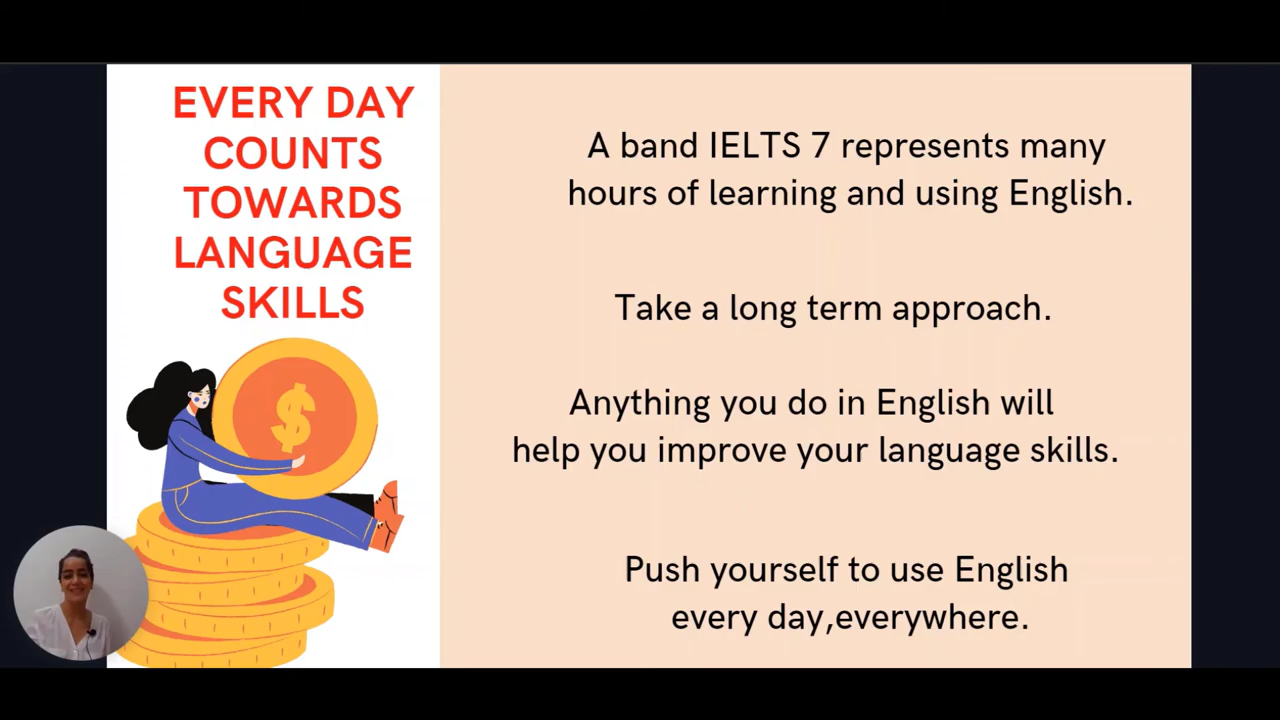 EVERY DAY
COUNTS
TOWARDS
LANGUAGE
SKILLS
A band IELTS 7 represents many
hours of learning and using English.
Take a long term approach.
Anything you do in English will
help you improve your language skills.
Push yourself to use English
every day,everywhere.
$